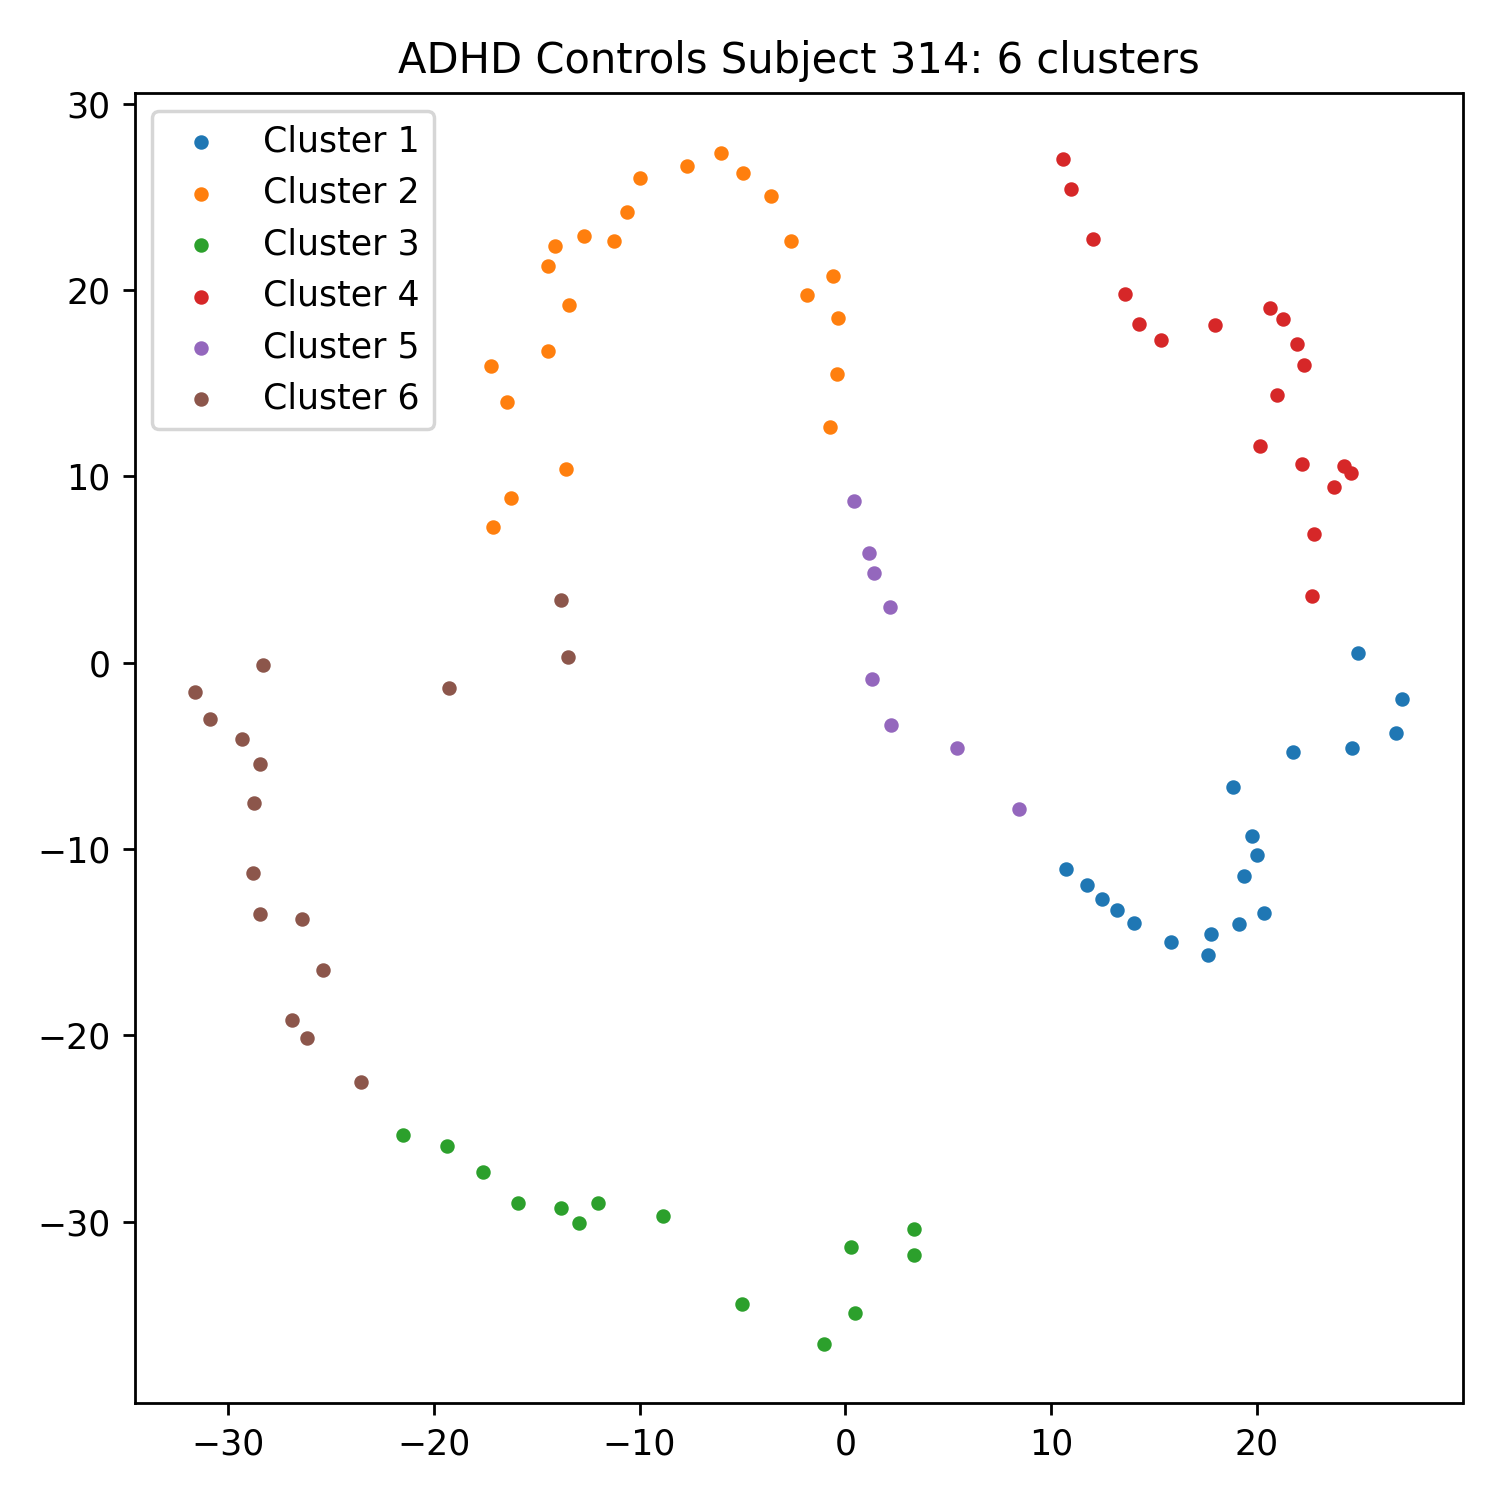 ADHD Controls Subject 314: 6 clusters
30
20
10
0
−10
−20
−30
Cluster 1
Cluster 2
Cluster 3
Cluster 4
Cluster 5
Cluster 6
−30 −20 −10 0 10 20